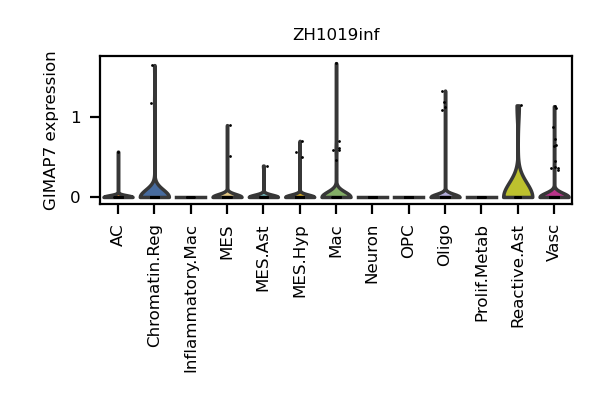 ZH1019inf
GIMAP7 expression
1
0
AC
Chromatin.Reg
Inflammatory.Mac
MES
MES.Ast
MES.Hyp
Mac
Neuron
OPC
Oligo
Prolif.Metab
Reactive.Ast
Vasc